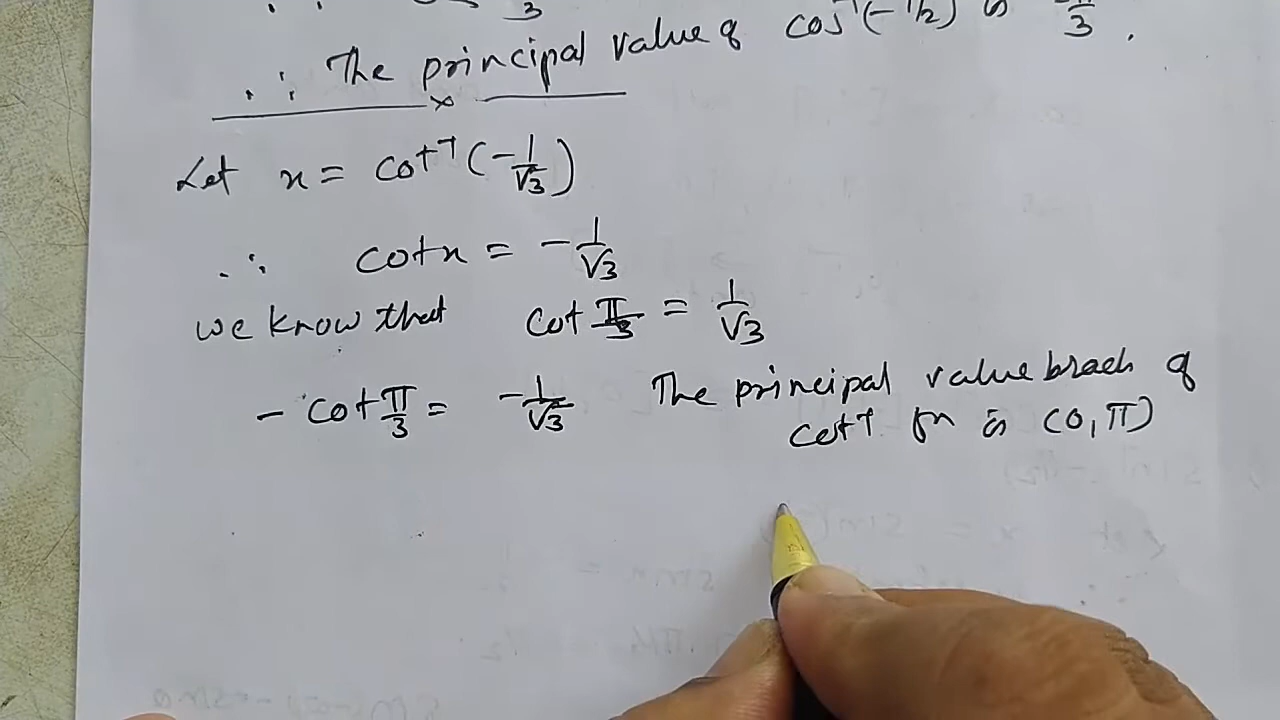 ∴ The principal value of cos⁻¹(-1/2) is π/3 .
Let x = cot⁻¹(-1/√3)
∴ cot x = -1/√3
we know that cot π/3 = 1/√3
- cot π/3 = -1/√3 The principal value brach of
cot⁻¹ fn is (0, π)